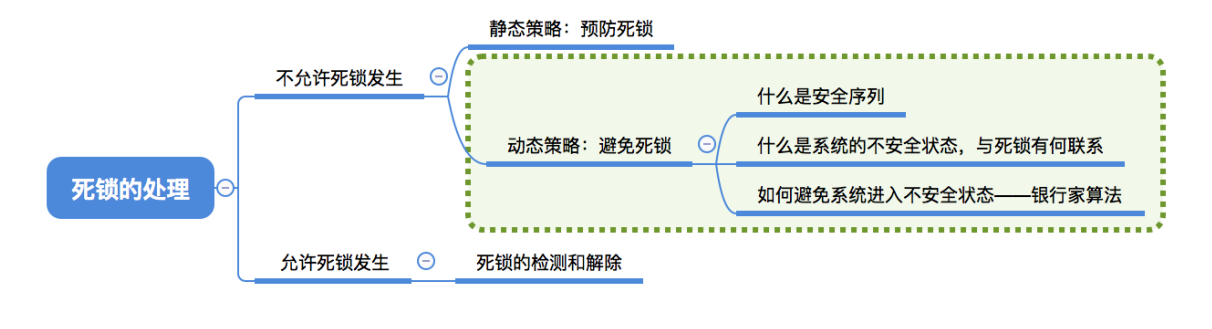 静态策略：预防死锁
不允许死锁发生
什么是安全序列
动态策略：避免死锁
什么是系统的不安全状态，与死锁有何联系
死锁的处理
如何避免系统进入不安全状态——银行家算法
允许死锁发生
死锁的检测和解除